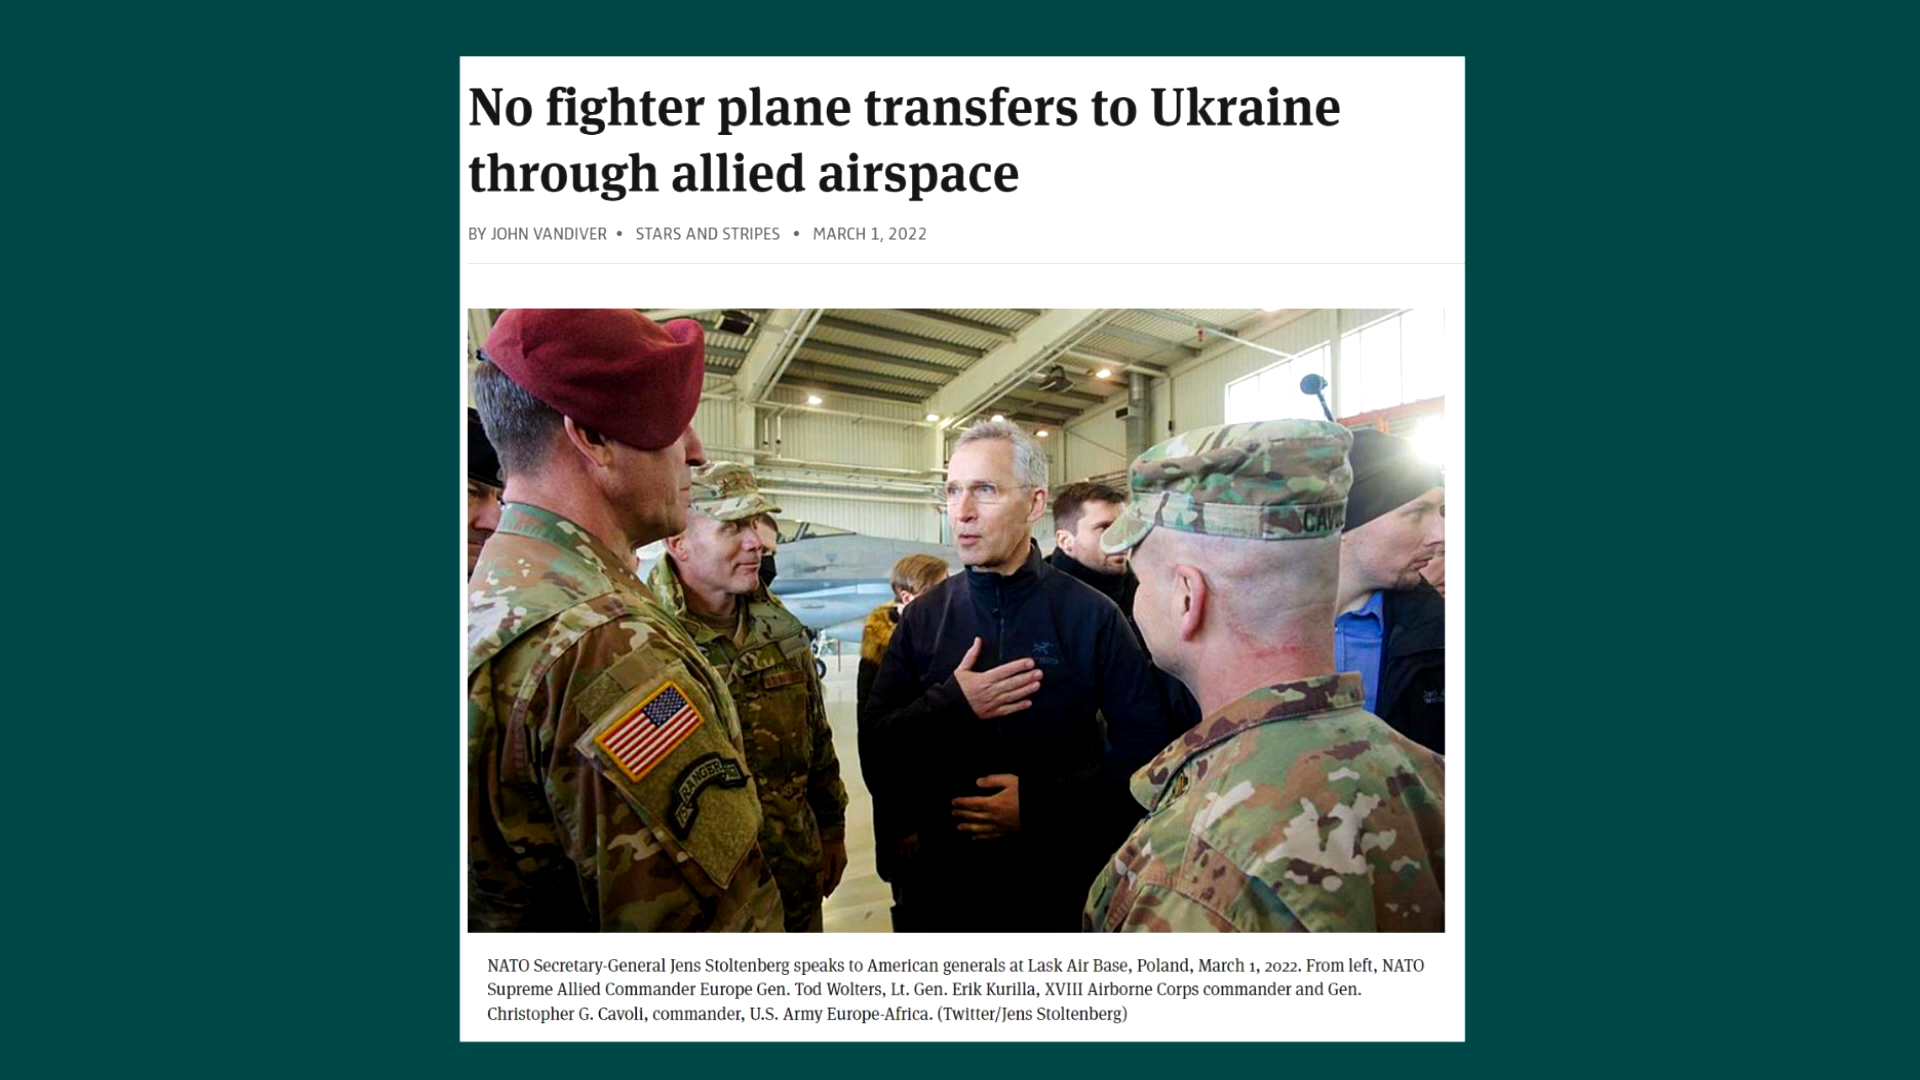 No fighter plane transfers to Ukraine
through allied airspace
BY JOHN VANDIVER • STARS AND STRIPES • MARCH 1, 2022
CAVO
RANGER
NATO Secretary-General Jens Stoltenberg speaks to American generals at Lask Air Base, Poland, March 1, 2022. From left, NATO
Supreme Allied Commander Europe Gen. Tod Wolters, Lt. Gen. Erik Kurilla, XVIII Airborne Corps commander and Gen.
Christopher G. Cavoli, commander, U.S. Army Europe-Africa. (Twitter/Jens Stoltenberg)